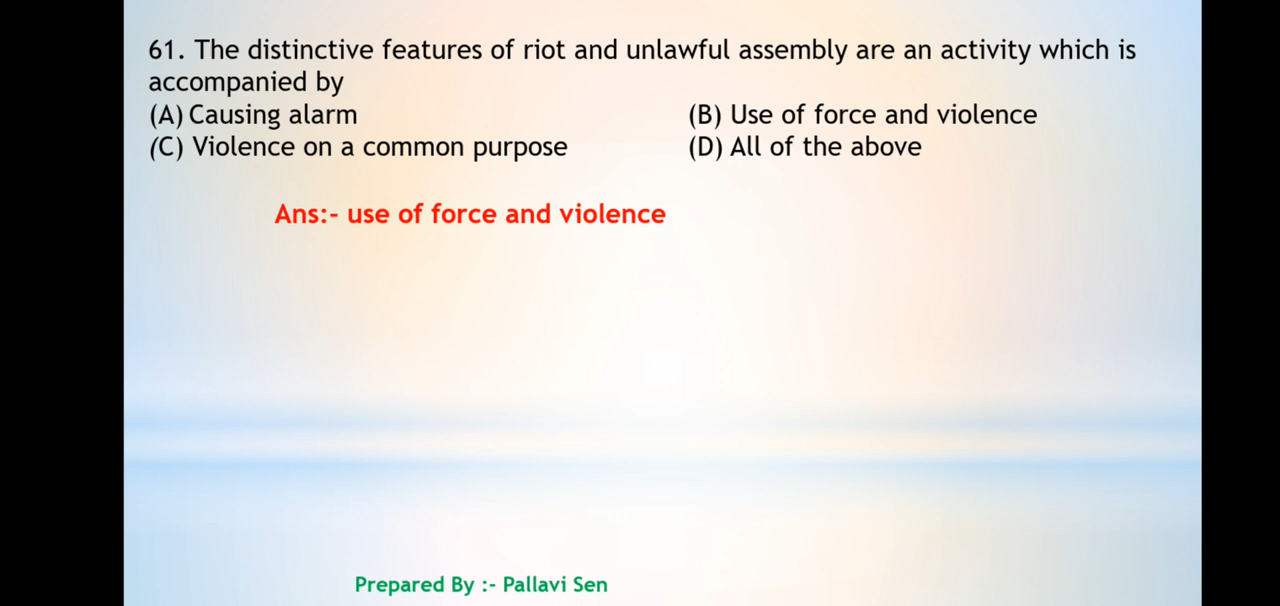 61. The distinctive features of riot and unlawful assembly are an activity which is
accompanied by
(A) Causing alarm (B) Use of force and violence
(C) Violence on a common purpose (D) All of the above
Ans:- use of force and violence
Prepared By :- Pallavi Sen